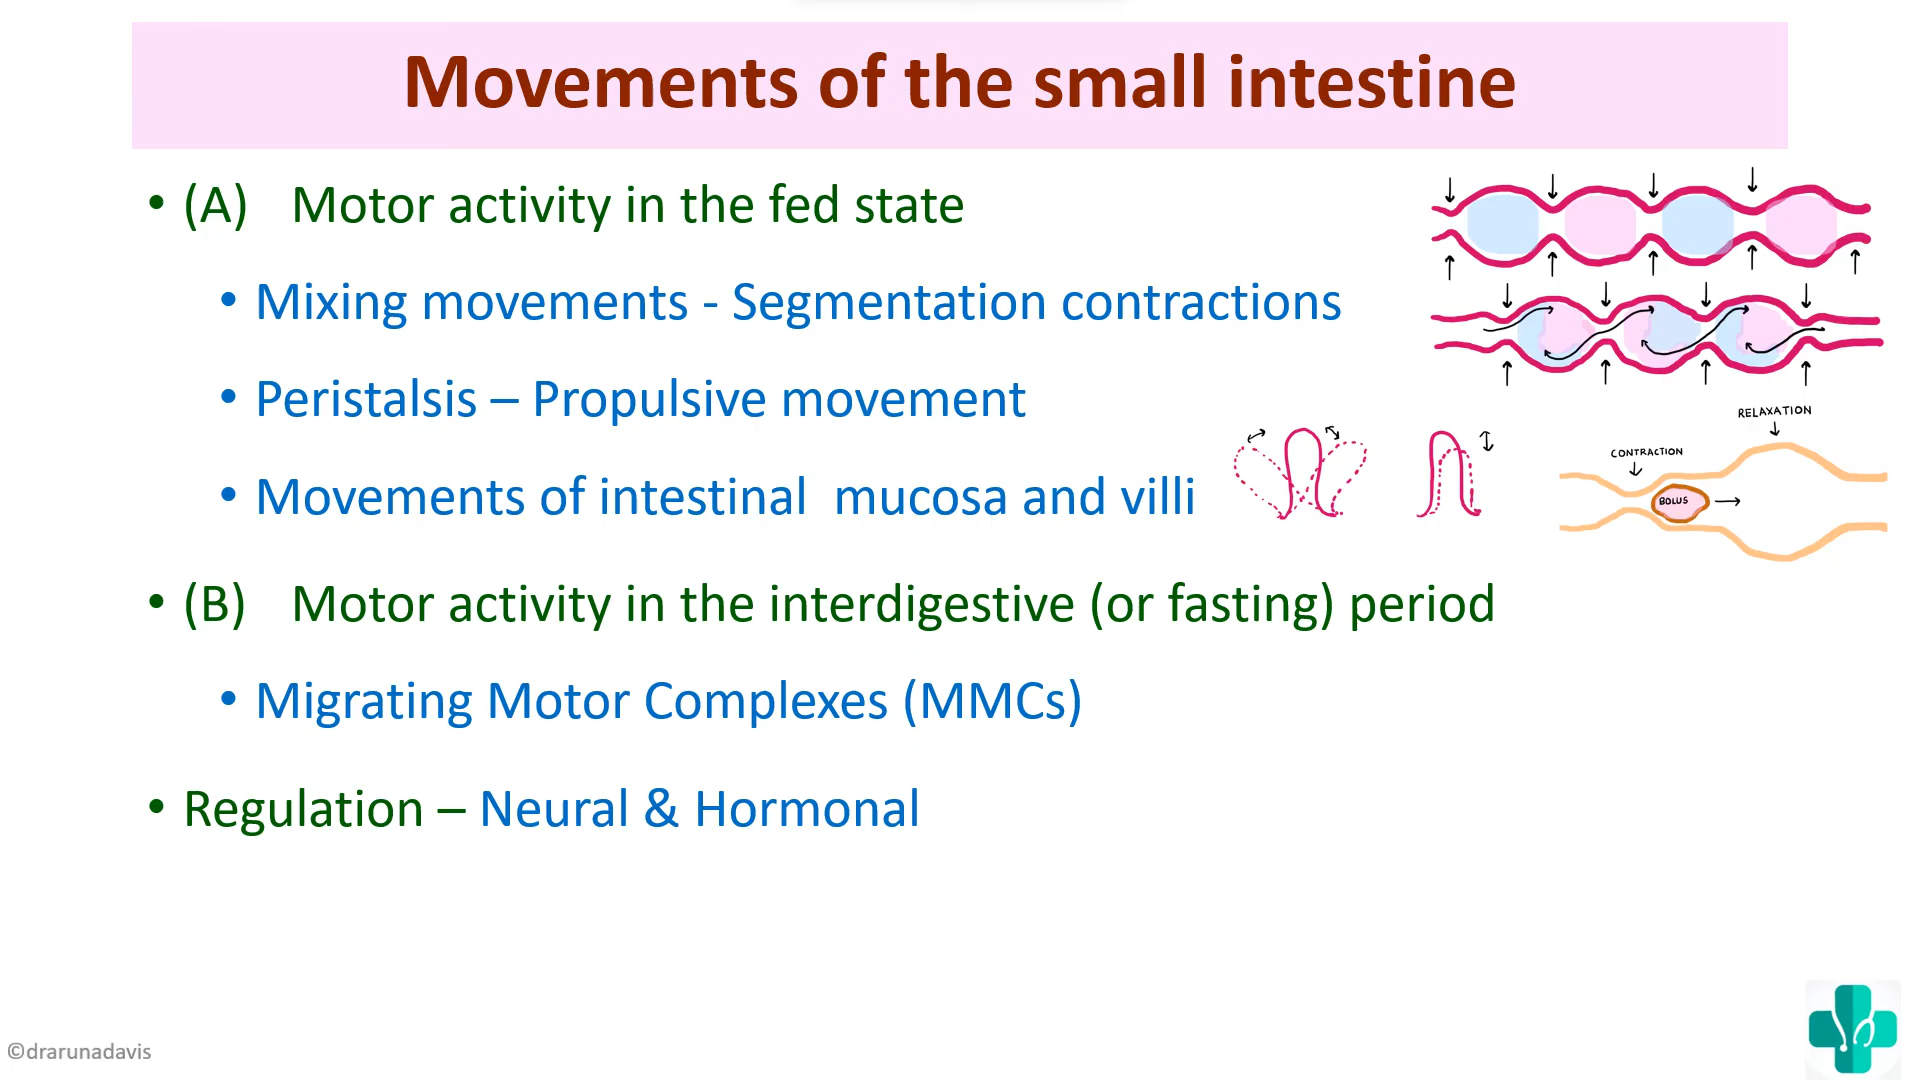 Movements of the small intestine
• (A) Motor activity in the fed state
• Mixing movements - Segmentation contractions
• Peristalsis – Propulsive movement
• Movements of intestinal mucosa and villi
RELAXATION
CONTRACTION
BOLUS
• (B) Motor activity in the interdigestive (or fasting) period
• Migrating Motor Complexes (MMCs)
• Regulation – Neural & Hormonal
©drarunadavis